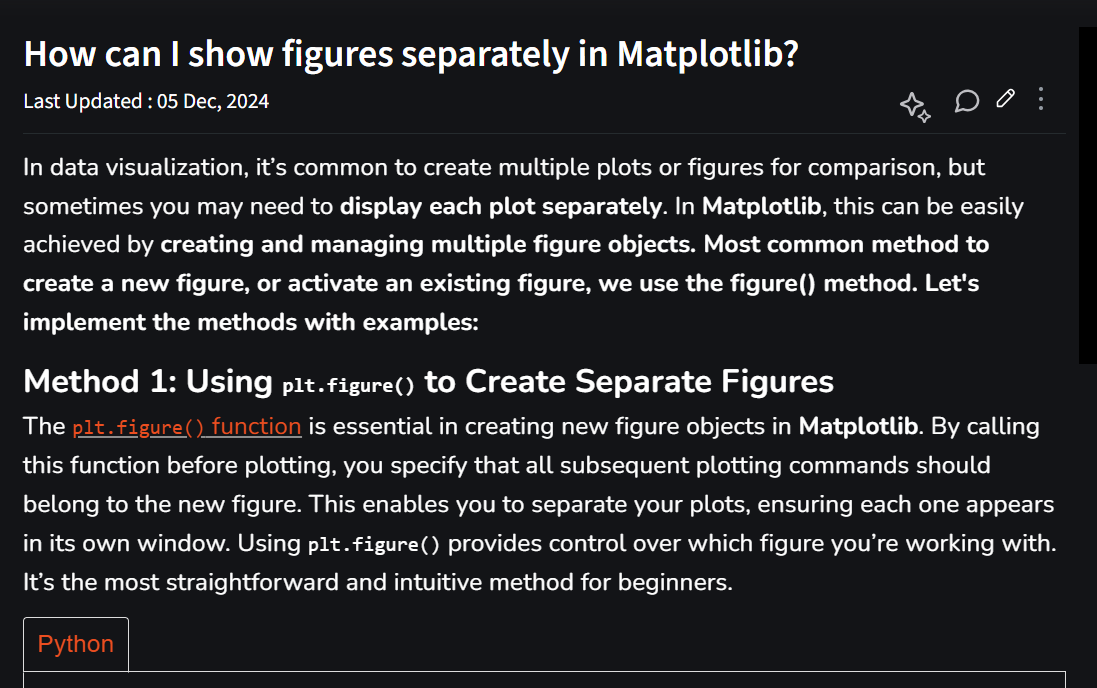 How can I show figures separately in Matplotlib?
Last Updated : 05 Dec, 2024
In data visualization, it’s common to create multiple plots or figures for comparison, but
sometimes you may need to display each plot separately. In Matplotlib, this can be easily
achieved by creating and managing multiple figure objects. Most common method to
create a new figure, or activate an existing figure, we use the figure() method. Let's
implement the methods with examples:
Method 1: Using plt.figure() to Create Separate Figures
The plt.figure() function is essential in creating new figure objects in Matplotlib. By calling
this function before plotting, you specify that all subsequent plotting commands should
belong to the new figure. This enables you to separate your plots, ensuring each one appears
in its own window. Using plt.figure() provides control over which figure you’re working with.
It’s the most straightforward and intuitive method for beginners.
Python